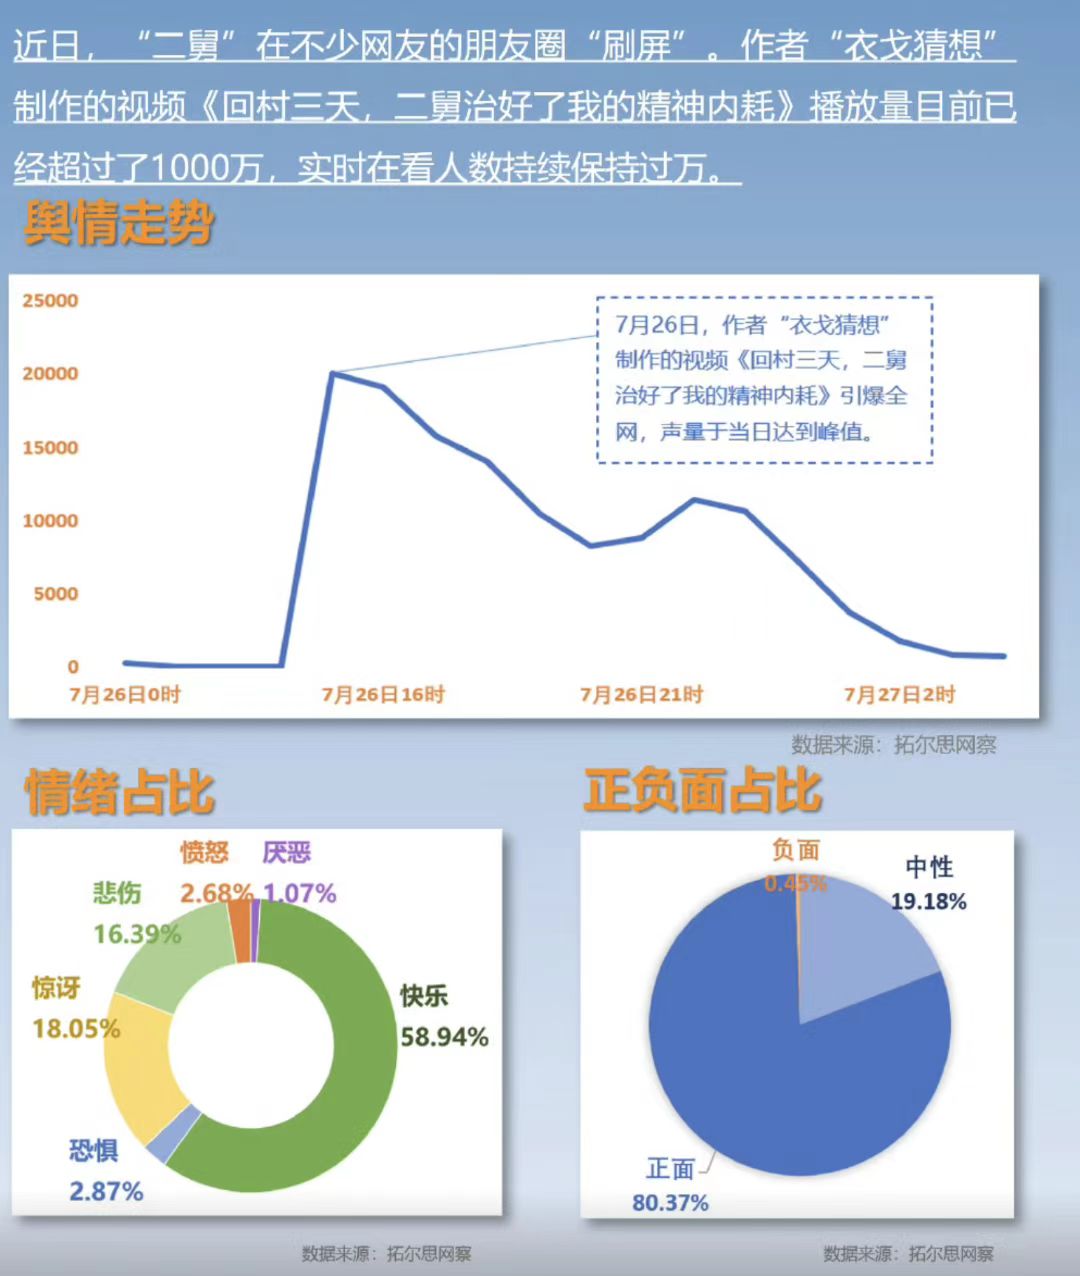 近日，“二舅”在不少网友的朋友圈“刷屏”。作者“衣戈猜想”
制作的视频《回村三天，二舅治好了我的精神内耗》播放量目前已
经超过了1000万，实时在看人数持续保持过万。
舆情走势
25000
20000
15000
10000
5000
0
7月26日，作者“衣戈猜想”
制作的视频《回村三天，二舅
治好了我的精神内耗》引爆全
网，声量于当日达到峰值。
7月26日0时
7月26日16时
7月26日21时
7月27日2时
数据来源：拓尔思网察
情绪占比
愤怒
2.68%
厌恶
1.07%
悲伤
16.39%
惊讶
18.05%
快乐
58.94%
恐惧
2.87%
数据来源：拓尔思网察
正负面占比
负面
0.45%
中性
19.18%
正面
80.37%
数据来源：拓尔思网察